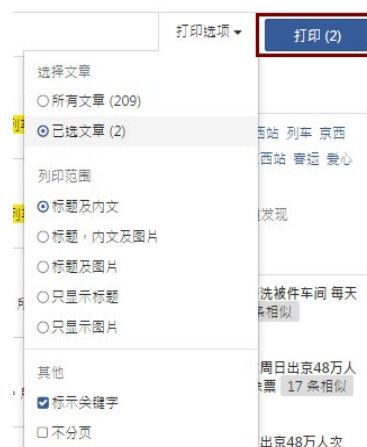 打印选项 打印 (2)
选择文章
所有文章 (209)
已选文章 (2)
西站 列车 京西
西站 春运 爱心
列印范围
标题及内文
发现
标题，内文及图片
标题及图片
只显示标题
洗被件车间 每天
条相似
只显示图片
其他
周日出京48万人
票 17 条相似
标示关键字
不分页
出京48万人次